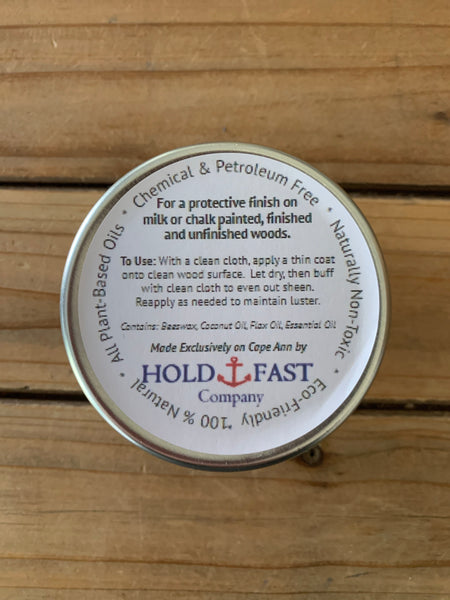 Chemical & Petroleum Free * Naturally Non-Toxic * Eco-Friendly * 100 % Natural * All Plant-Based Oils *
For a protective finish on
milk or chalk painted, finished
and unfinished woods.
To Use: With a clean cloth, apply a thin coat
onto clean wood surface. Let dry, then buff
with clean cloth to even out sheen.
Reapply as needed to maintain luster.
Contains: Beeswax, Coconut Oil, Flax Oil, Essential Oil
Made Exclusively on Cape Ann by
HOLD FAST
Company